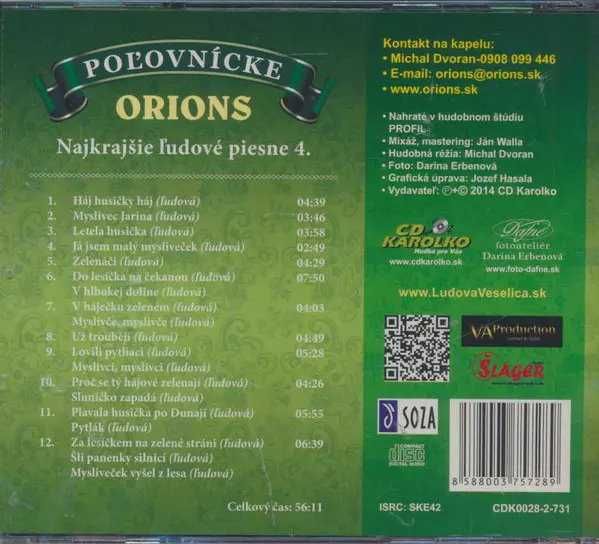 POĽOVNÍCKE
ORIONS
Najkrajšie ľudové piesne 4.
1. Háj husičky háj (ľudová) 04:39
2. Myslivec Jarina (ľudová) 03:46
3. Letela husička (ľudová) 03:58
4. Já jsem malý mysliveček (ľudová) 02:49
5. Zelenáči (ľudová) 04:29
6. Do lesíčka na čekanou (ľudová) 07:50
V hlbokej doline (ľudová)
7. V háječku zeleném (ľudová) 04:03
Myslivče, myslivče (ľudová)
8. Už troubějí (ľudová) 04:49
9. Lovili pytliaci (ľudová) 05:28
Myslivci, myslivci (ľudová)
10. Proč se tý hájové zelenají (ľudová) 04:26
Sluníčko zapadá (ľudová)
11. Plavala husička po Dunaji (ľudová) 05:55
Pytlák (ľudová)
12. Za lesíčkem na zelené stráni (ľudová) 06:39
Šli panenky silnicí (ľudová)
Mysliveček vyšel z lesa (ľudová)
Celkový čas: 56:11
Kontakt na kapelu:
• Michal Dvoran-0908 099 446
• E-mail: orions@orions.sk
• www.orions.sk
• Nahraté v hudobnom štúdiu
PROFIL
• Mixáž, mastering: Ján Walla
• Hudobná réžia: Michal Dvoran
• Foto: Darina Erbenová
• Grafická úprava: Jozef Hasala
• Vydavateľ: Ⓟ+© 2014 CD Karolko
CD
KAROLKO
Hudba pre Vás
www.cdkarolko.sk
Dafne
fotoateliér
Darina Erbenová
www.foto-dafne.sk
www.LudovaVeselica.sk
VA Production
ŠLÁGER
SOZA
COMPACT
disc
DIGITAL AUDIO
8 588003 757289
ISRC: SKE42
CDK0028-2-731